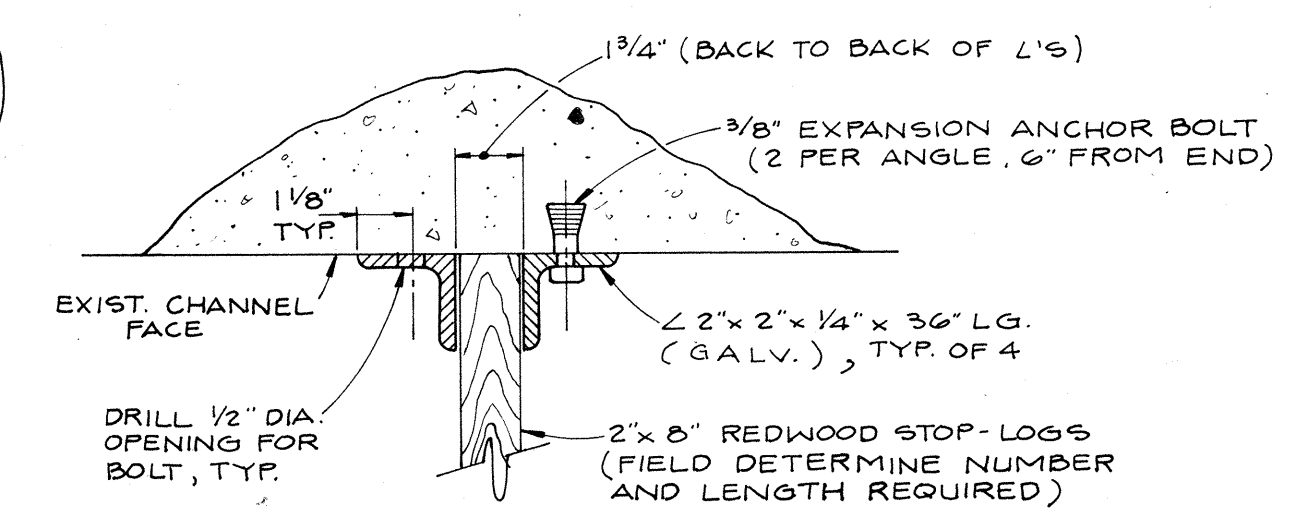 1 3/4" (BACK TO BACK OF L'S)
3/8" EXPANSION ANCHOR BOLT
(2 PER ANGLE, 6" FROM END)
1 1/8"
TYP.
EXIST. CHANNEL
FACE
∠ 2"x 2"x 1/4" x 36" LG.
(GALV.), TYP. OF 4
DRILL 1/2" DIA.
OPENING FOR
BOLT, TYP.
2"x 8" REDWOOD STOP-LOGS
(FIELD DETERMINE NUMBER
AND LENGTH REQUIRED)